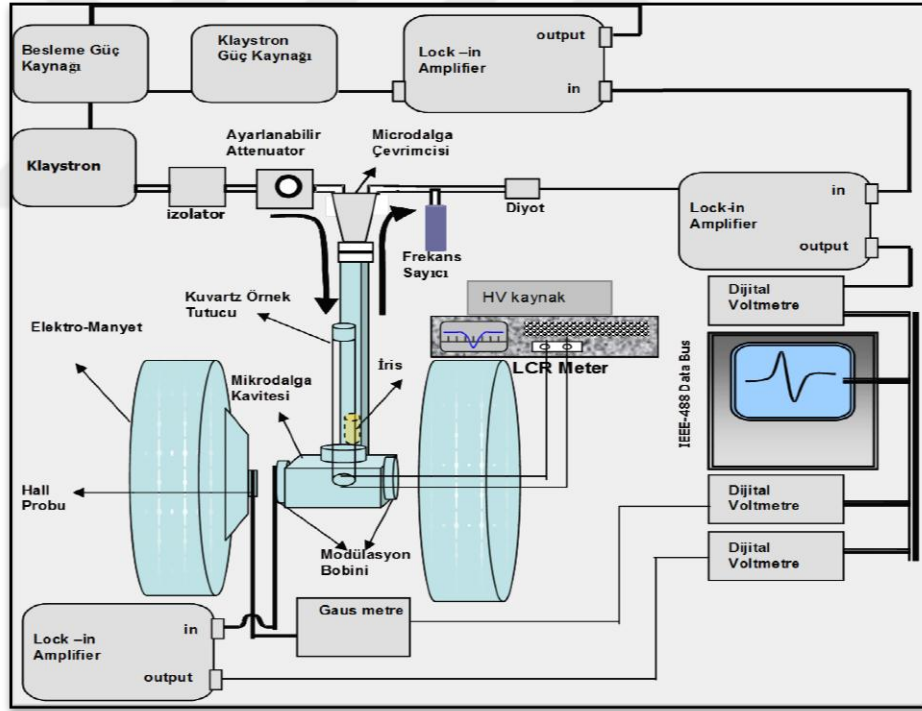 Besleme Güç
Kaynağı
Klaystron
Güç Kaynağı
Lock –in
Amplifier
output
in
Klaystron
izolator
Ayarlanabilir
Attenuator
Microdalga
Çevrimcisi
Diyot
Frekans
Sayıcı
in
Lock-in
Amplifier
output
Kuvartz Örnek
Tutucu
HV kaynak
Dijital
Voltmetre
Elektro-Manyet
Mikrodalga
Kavitesi
İris
LCR Meter
IEEE-488 Data Bus
Hall
Probu
Modülasyon
Bobini
Dijital
Voltmetre
Dijital
Voltmetre
Gaus metre
Lock –in
Amplifier
in
output